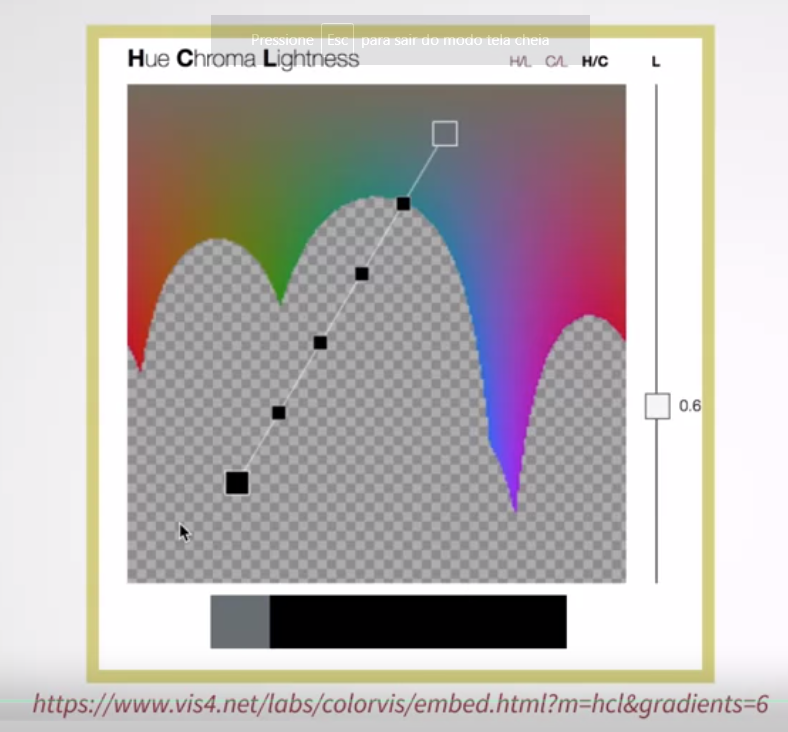 Pressione Esc para sair do modo tela cheia
Hue Chroma Lightness
H/L C/L H/C L
0.6
https://www.vis4.net/labs/colorvis/embed.html?m=hcl&gradients=6